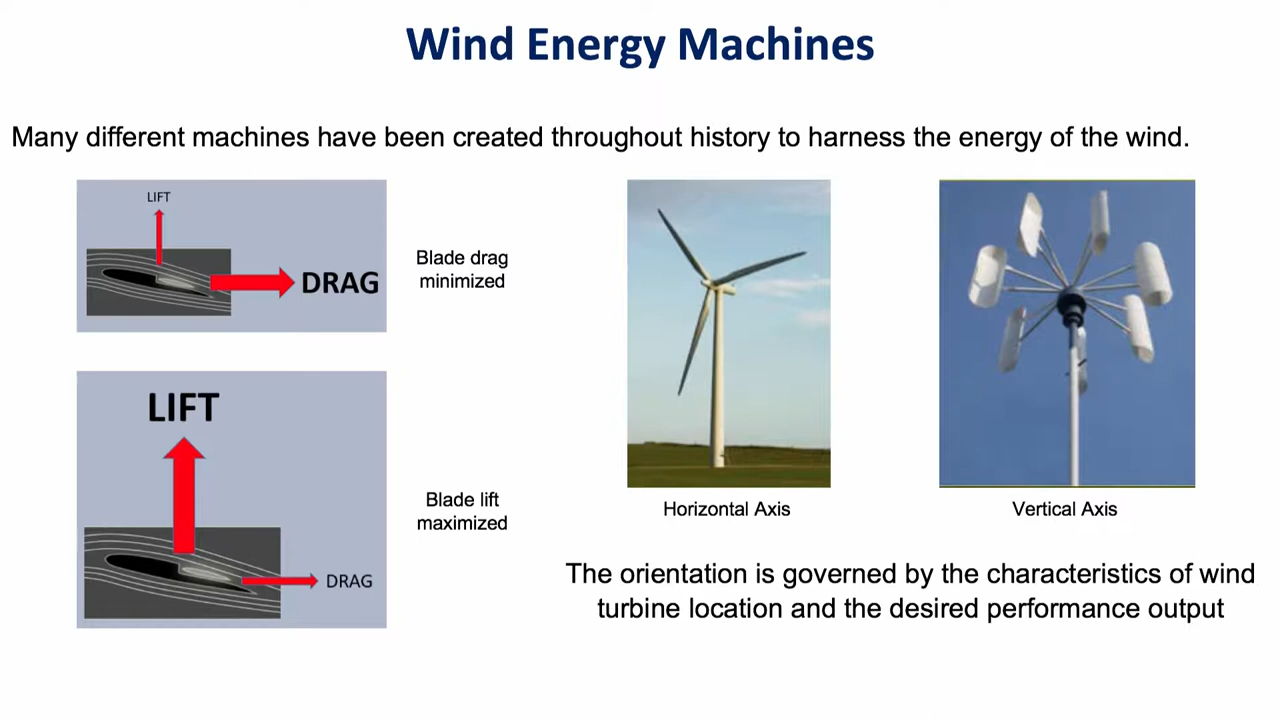 Wind Energy Machines
Many different machines have been created throughout history to harness the energy of the wind.
LIFT
DRAG
Blade drag
minimized
LIFT
DRAG
Blade lift
maximized
Horizontal Axis
Vertical Axis
The orientation is governed by the characteristics of wind
turbine location and the desired performance output